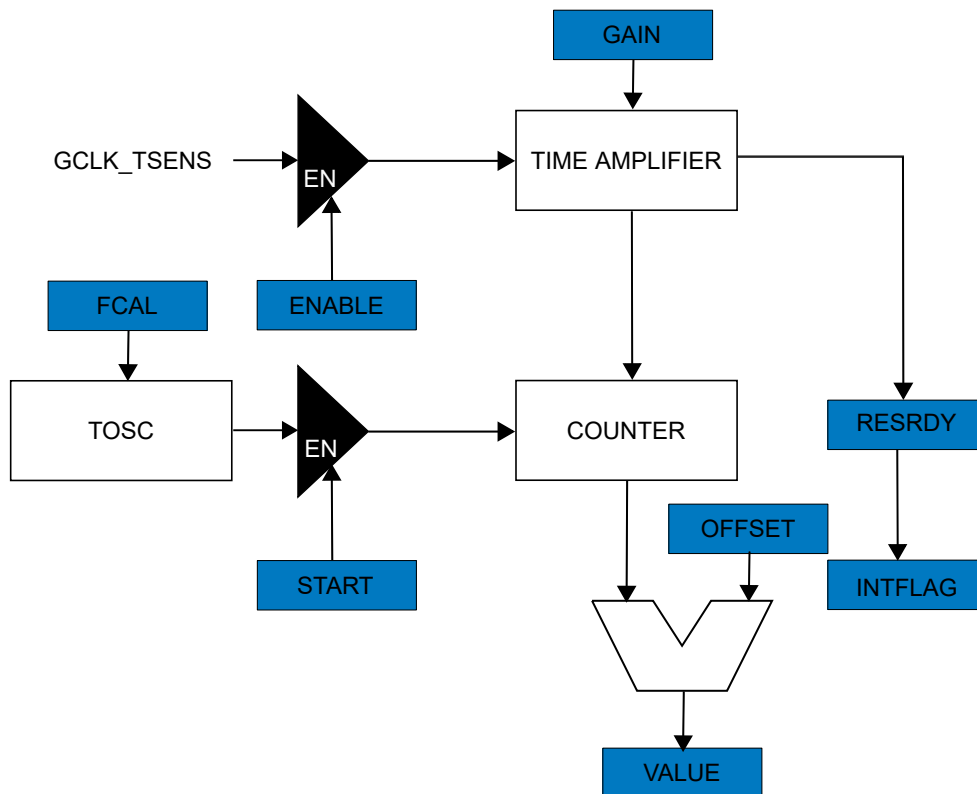 GAIN
GCLK_TSENS
EN
TIME AMPLIFIER
FCAL
ENABLE
TOSC
EN
COUNTER
RESRDY
OFFSET
START
INTFLAG
VALUE